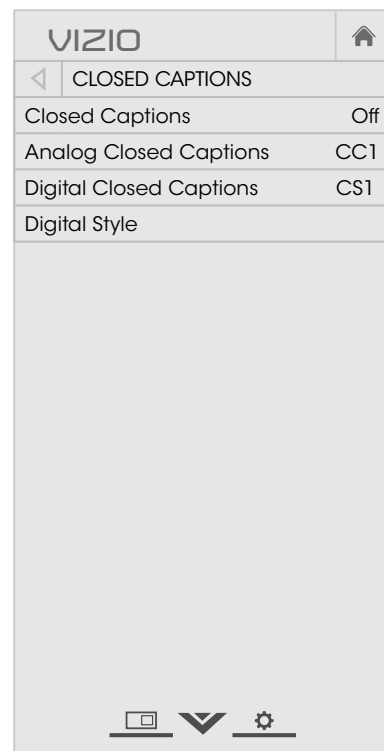 VIZIO
CLOSED CAPTIONS
Closed Captions Off
Analog Closed Captions CC1
Digital Closed Captions CS1
Digital Style